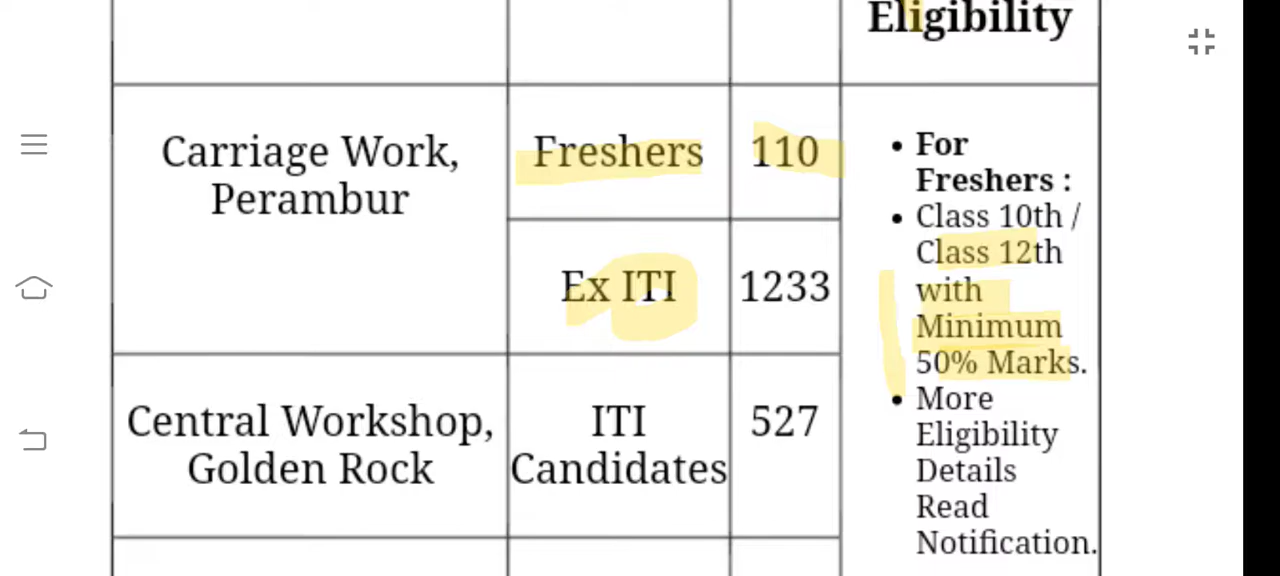 Eligibility
Carriage Work,
Perambur
Freshers
110
Ex ITI
1233
Central Workshop,
Golden Rock
ITI
Candidates
527
• For
Freshers :
• Class 10th /
Class 12th
with
Minimum
50% Marks.
• More
Eligibility
Details
Read
Notification.